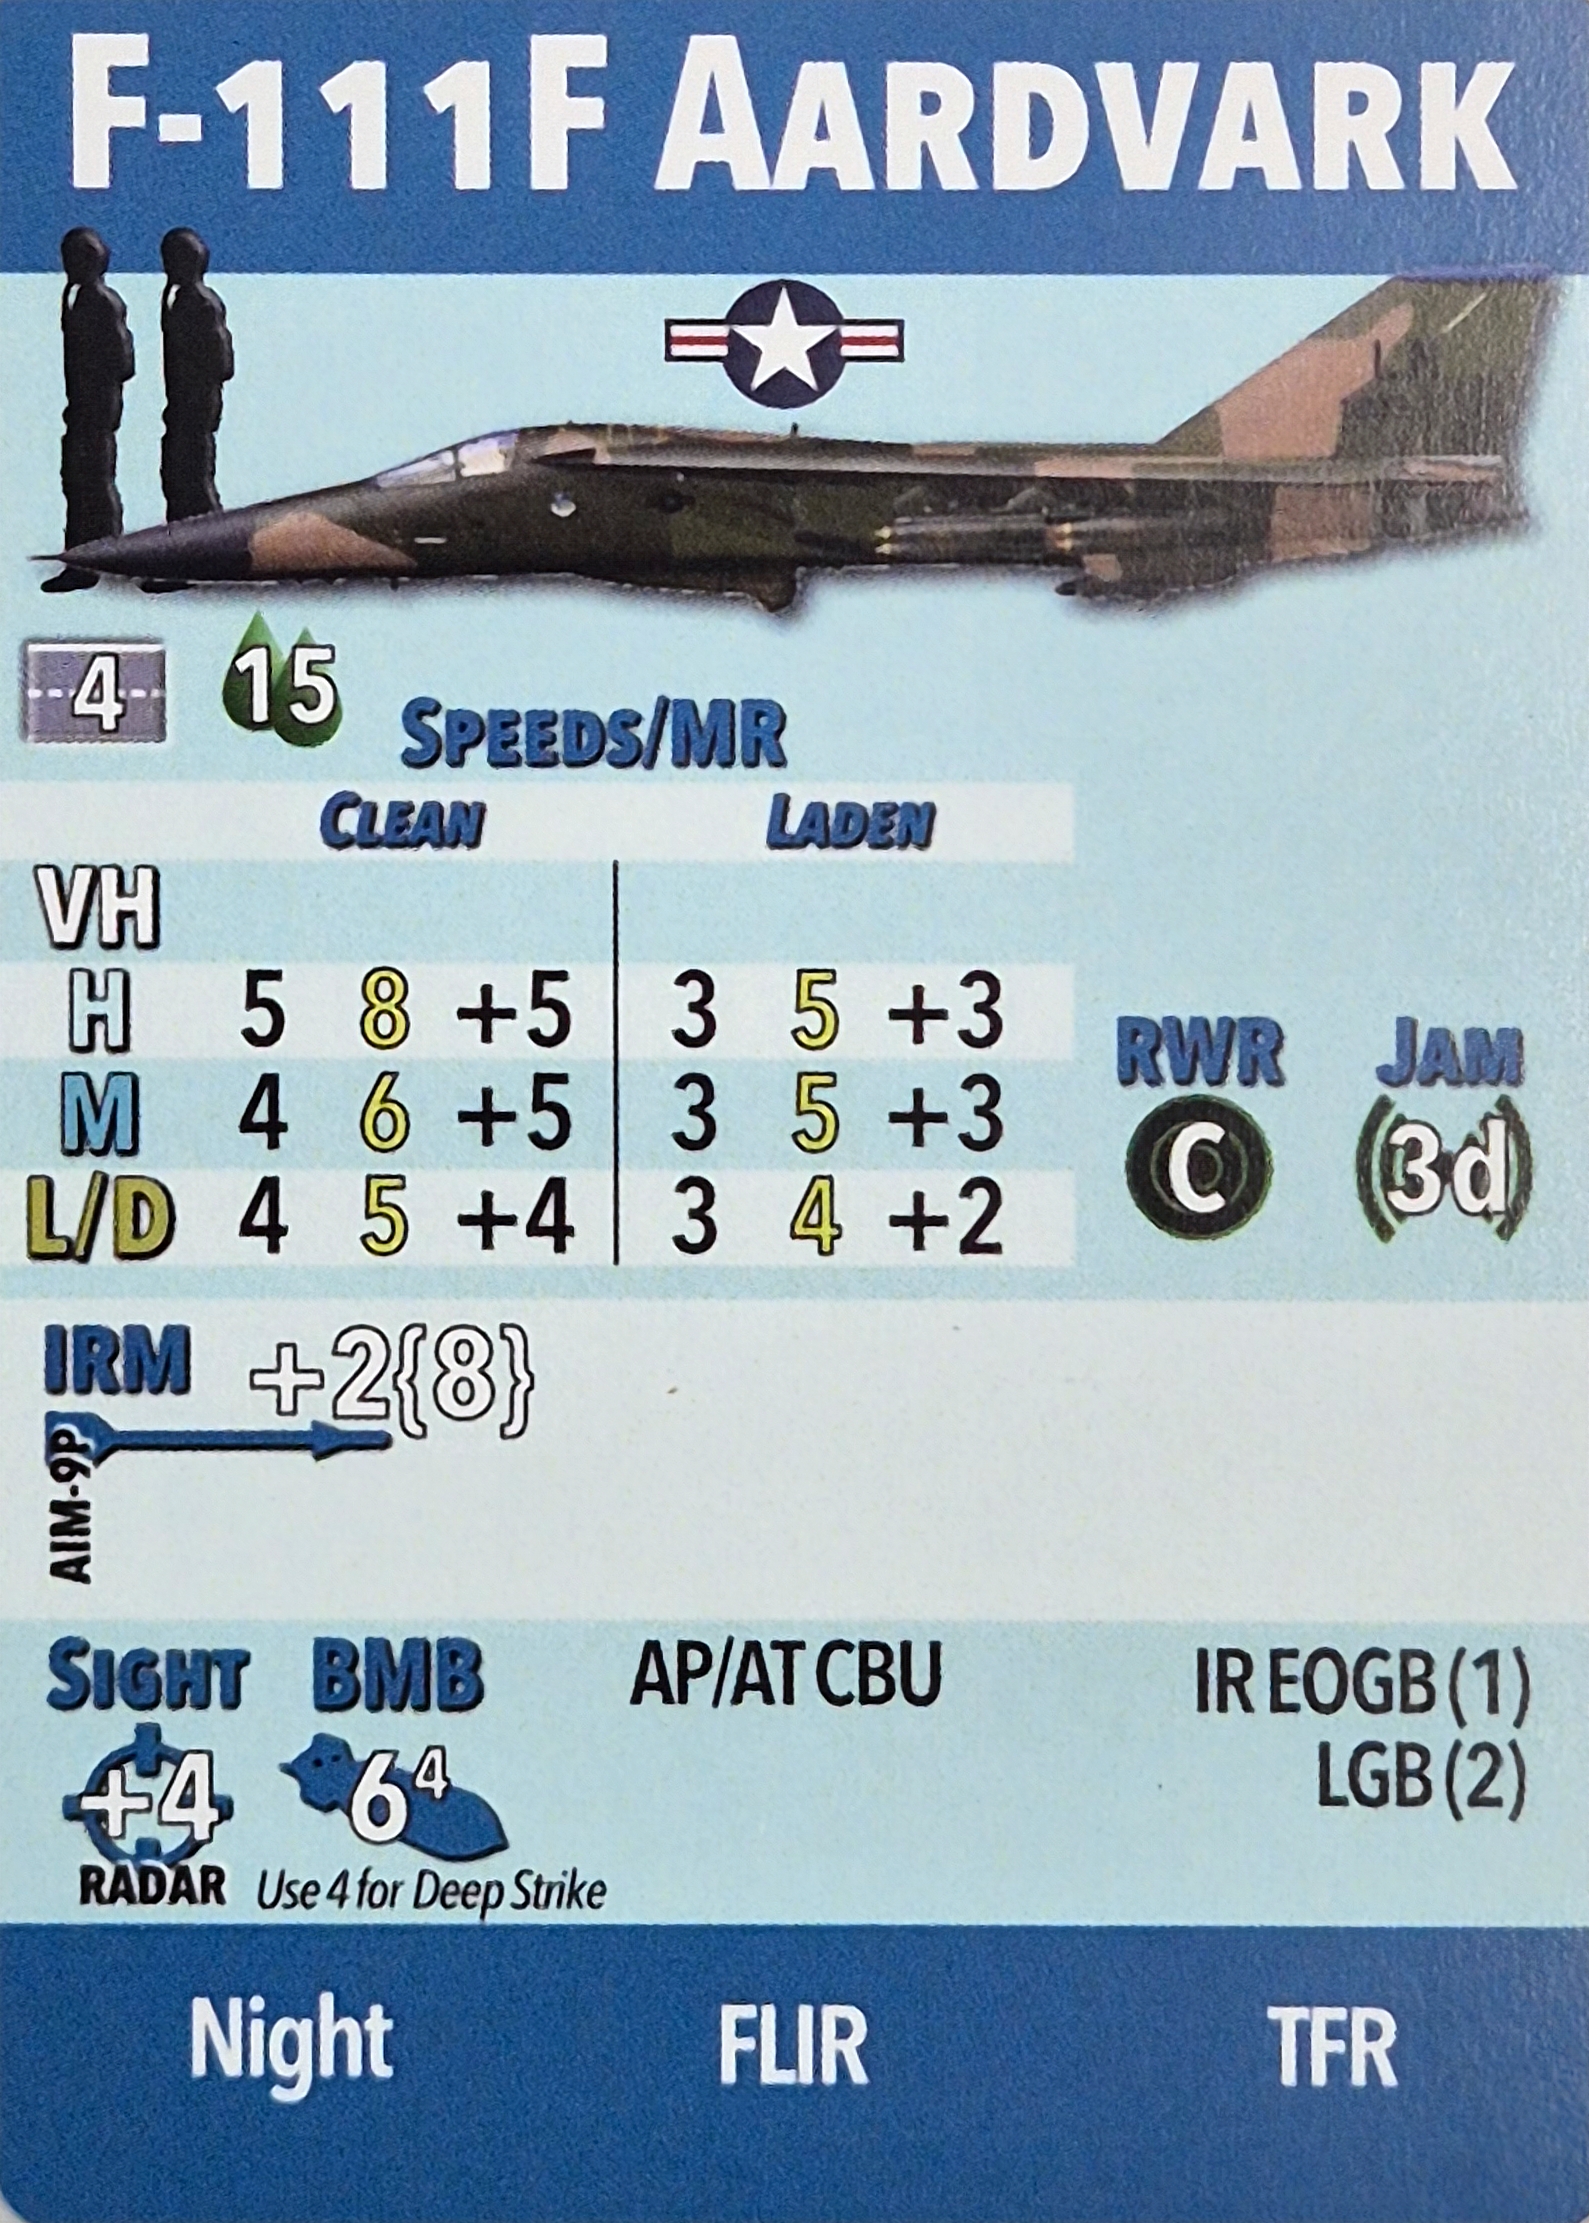 F-111F AARDVARK
4 15
SPEEDS/MR
CLEAN LADEN
VH
H 5 8 +5 3 5 +3
M 4 6 +5 3 5 +3
L/D 4 5 +4 3 4 +2
RWR JAM
C (3d)
IRM +2{8}
AIM-9P
SIGHT BMB AP/AT CBU IR EOGB (1)
LGB (2)
+4 6 4
RADAR Use 4 for Deep Strike
Night FLIR TFR